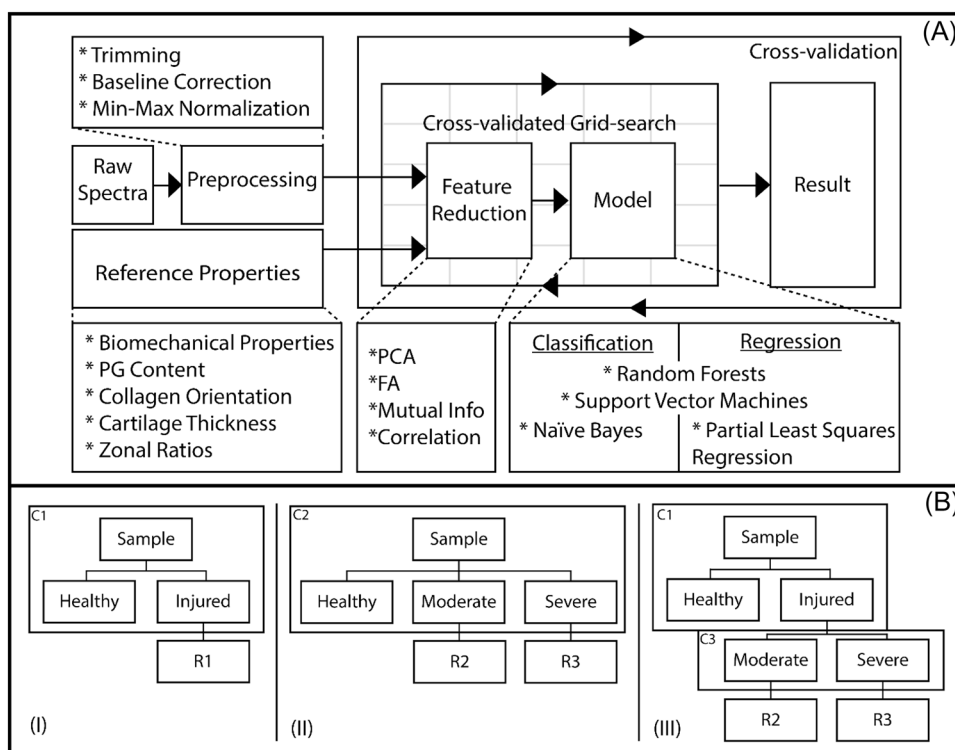 (A)
* Trimming
* Baseline Correction
* Min-Max Normalization
Cross-validation
Cross-validated Grid-search
Raw
Spectra
Preprocessing
Feature
Reduction
Model
Result
Reference Properties
* Biomechanical Properties
* PG Content
* Collagen Orientation
* Cartilage Thickness
* Zonal Ratios
*PCA
*FA
*Mutual Info
*Correlation
Classification
Regression
* Random Forests
* Support Vector Machines
* Naïve Bayes
* Partial Least Squares
Regression
(B)
C1
Sample
Healthy
Injured
R1
(I)
C2
Sample
Healthy
Moderate
Severe
R2
R3
(II)
C1
Sample
Healthy
Injured
C3
Moderate
Severe
R2
R3
(III)